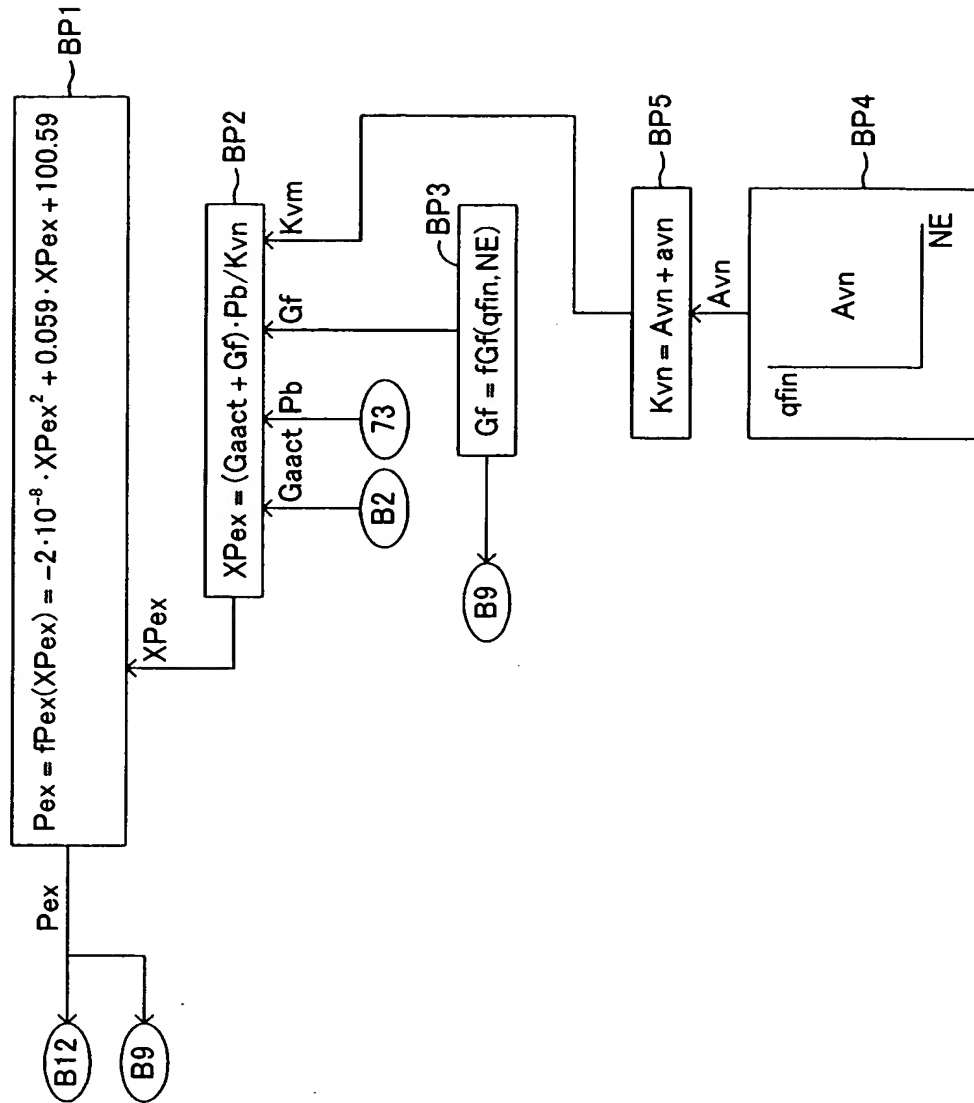 BP1
Pex = fPex(XPex) = −2·10⁻⁸·XPex² + 0.059·XPex + 100.59
Pex
B12
B9
XPex
BP2
XPex = (Gaact + Gf)·Pb/Kvn
Gaact
Pb
Gf
Kvm
B2
73
BP3
Gf = fGf(qfin, NE)
B9
BP5
Kvn = Avn + avn
Avn
BP4
qfin
Avn
NE